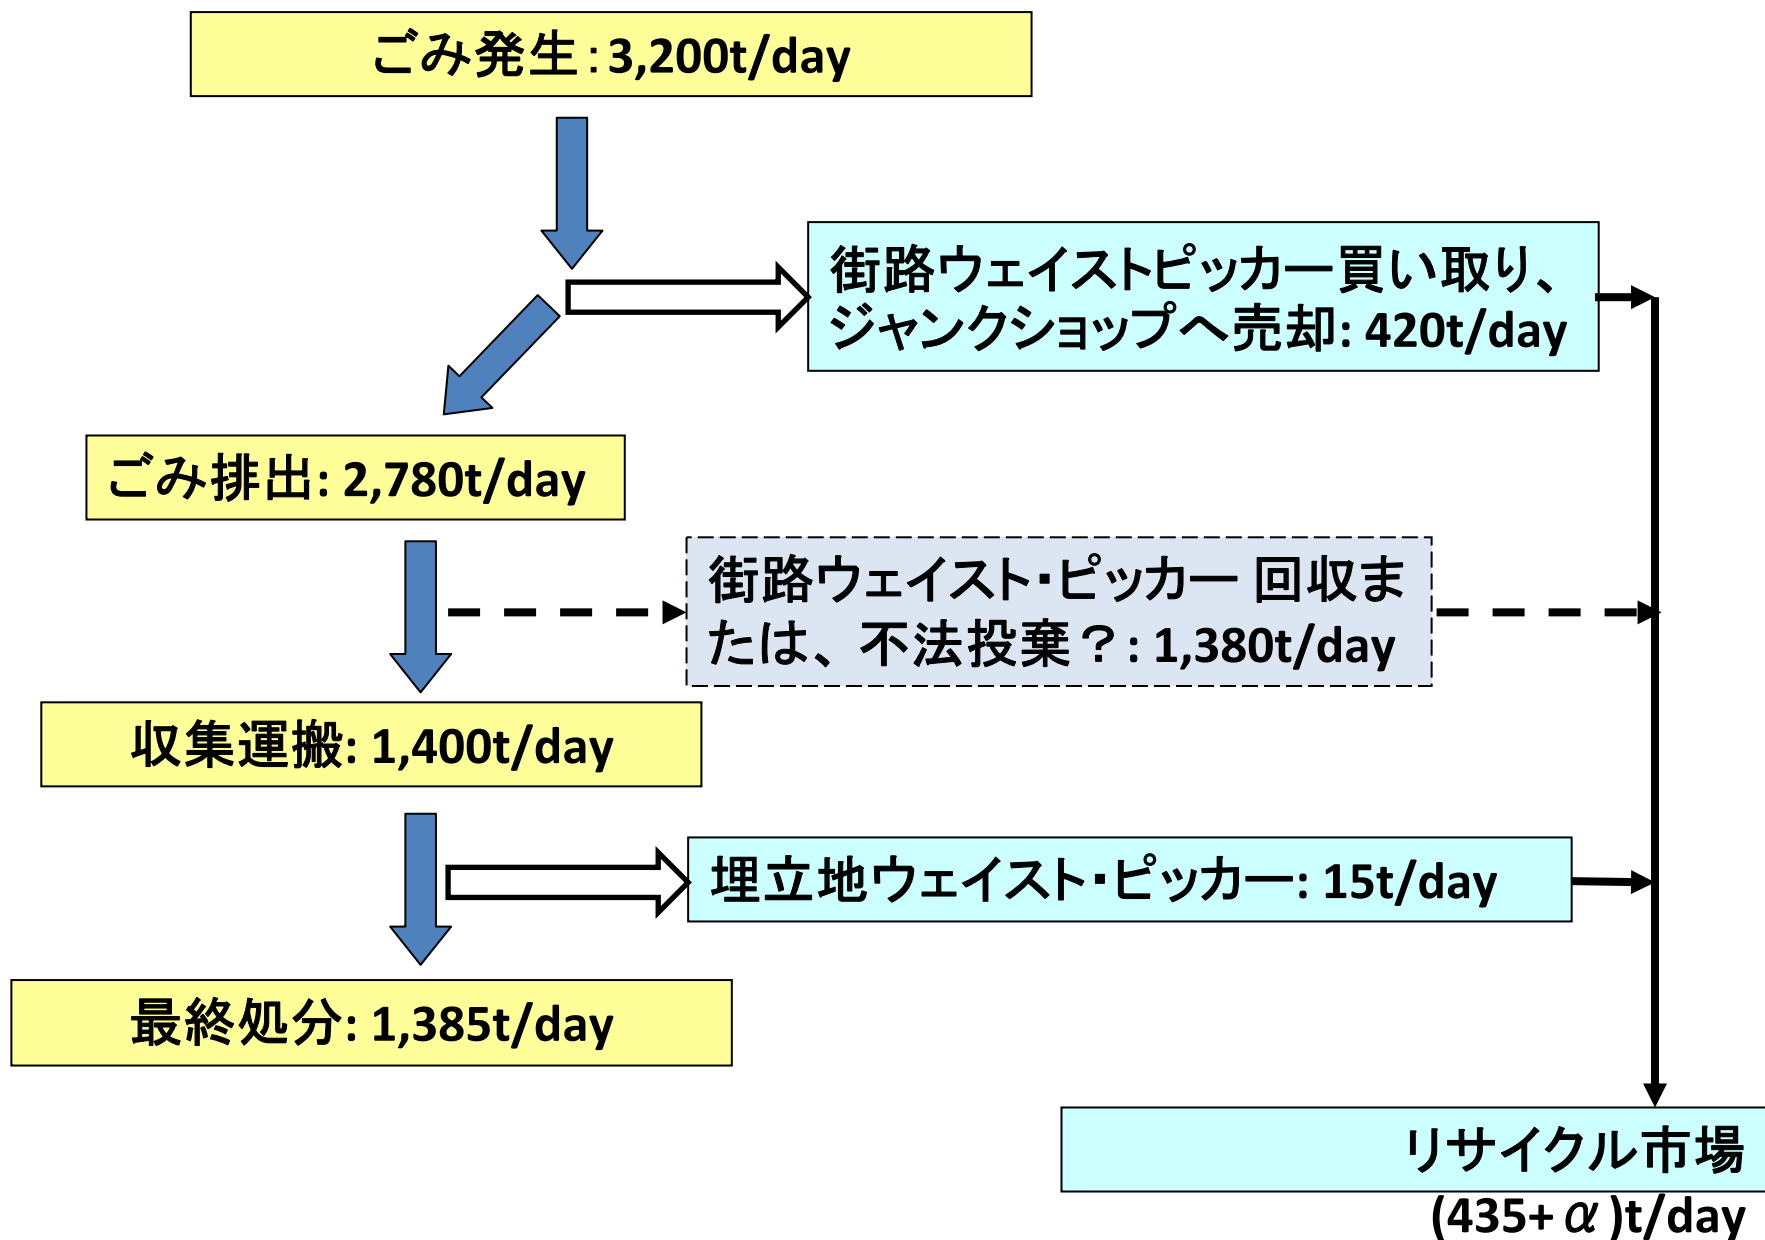 ごみ発生：3,200t/day
街路ウェイストピッカー買い取り、
ジャンクショップへ売却: 420t/day
ごみ排出: 2,780t/day
街路ウェイスト・ピッカー 回収ま
たは、不法投棄？: 1,380t/day
収集運搬: 1,400t/day
埋立地ウェイスト・ピッカー: 15t/day
最終処分: 1,385t/day
リサイクル市場
(435+α)t/day